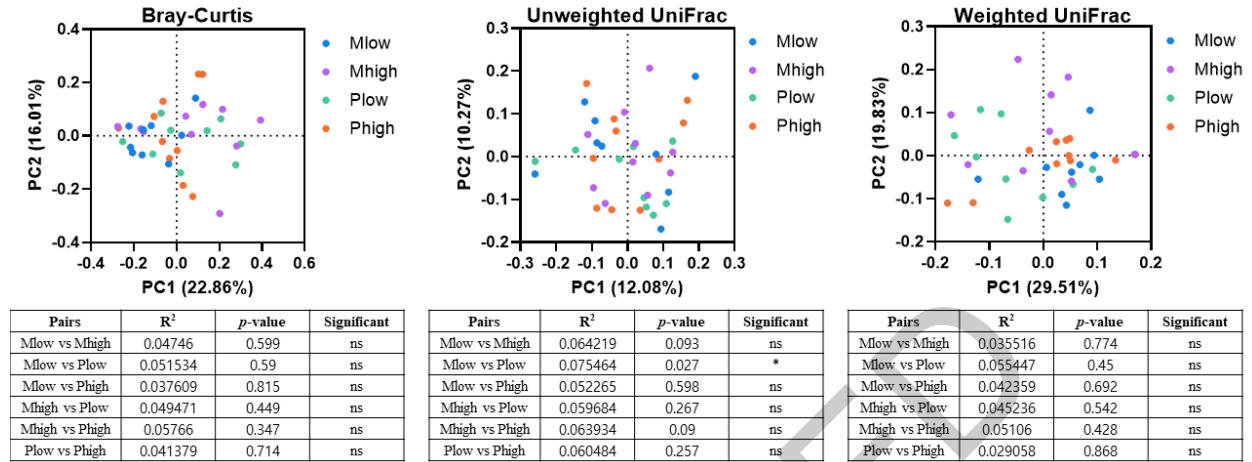 Bray-Curtis
0.4
0.2
0.0
-0.2
-0.4
-0.4 -0.2 0.0 0.2 0.4 0.6
PC2 (16.01%)
PC1 (22.86%)
Mlow
Mhigh
Plow
Phigh
Unweighted UniFrac
0.3
0.2
0.1
0.0
-0.1
-0.2
-0.3 -0.2 -0.1 0.0 0.1 0.2 0.3
PC2 (10.27%)
PC1 (12.08%)
Mlow
Mhigh
Plow
Phigh
Weighted UniFrac
0.3
0.2
0.1
0.0
-0.1
-0.2
-0.2 -0.1 0.0 0.1 0.2
PC2 (19.83%)
PC1 (29.51%)
Mlow
Mhigh
Plow
Phigh
Pairs R² p-value Significant
Mlow vs Mhigh 0.04746 0.599 ns
Mlow vs Plow 0.051534 0.59 ns
Mlow vs Phigh 0.037609 0.815 ns
Mhigh vs Plow 0.049471 0.449 ns
Mhigh vs Phigh 0.05766 0.347 ns
Plow vs Phigh 0.041379 0.714 ns
Pairs R² p-value Significant
Mlow vs Mhigh 0.064219 0.093 ns
Mlow vs Plow 0.075464 0.027 *
Mlow vs Phigh 0.052265 0.598 ns
Mhigh vs Plow 0.059684 0.267 ns
Mhigh vs Phigh 0.063934 0.09 ns
Plow vs Phigh 0.060484 0.257 ns
Pairs R² p-value Significant
Mlow vs Mhigh 0.035516 0.774 ns
Mlow vs Plow 0.055447 0.45 ns
Mlow vs Phigh 0.042359 0.692 ns
Mhigh vs Plow 0.045236 0.542 ns
Mhigh vs Phigh 0.05106 0.428 ns
Plow vs Phigh 0.029058 0.868 ns